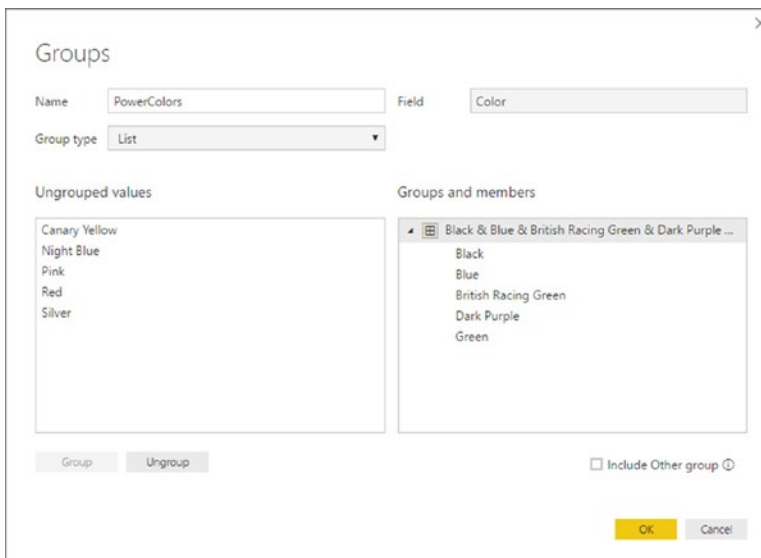 Groups
Name PowerColors Field Color
Group type List
Ungrouped values Groups and members
Canary Yellow
Night Blue
Pink
Red
Silver
Black & Blue & British Racing Green & Dark Purple ...
Black
Blue
British Racing Green
Dark Purple
Green
Group Ungroup Include Other group
OK Cancel